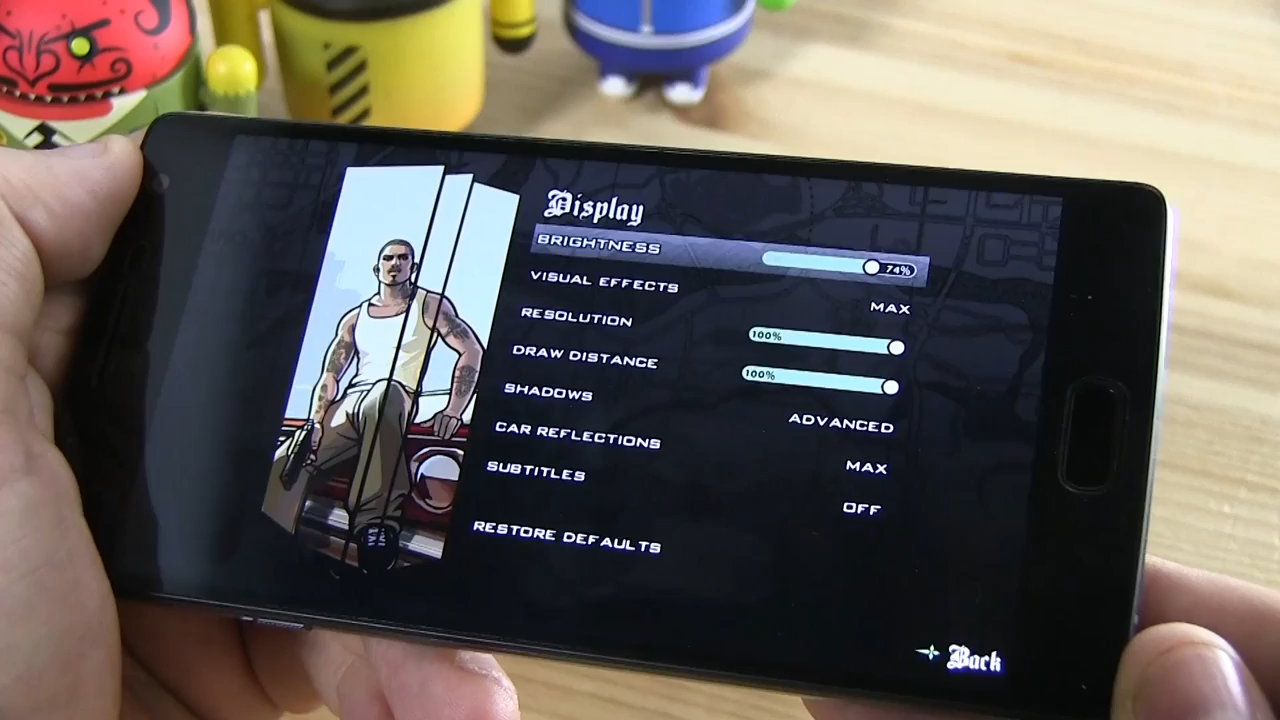 Display
BRIGHTNESS 74%
VISUAL EFFECTS MAX
RESOLUTION 100%
DRAW DISTANCE 100%
SHADOWS ADVANCED
CAR REFLECTIONS MAX
SUBTITLES OFF
RESTORE DEFAULTS
Back